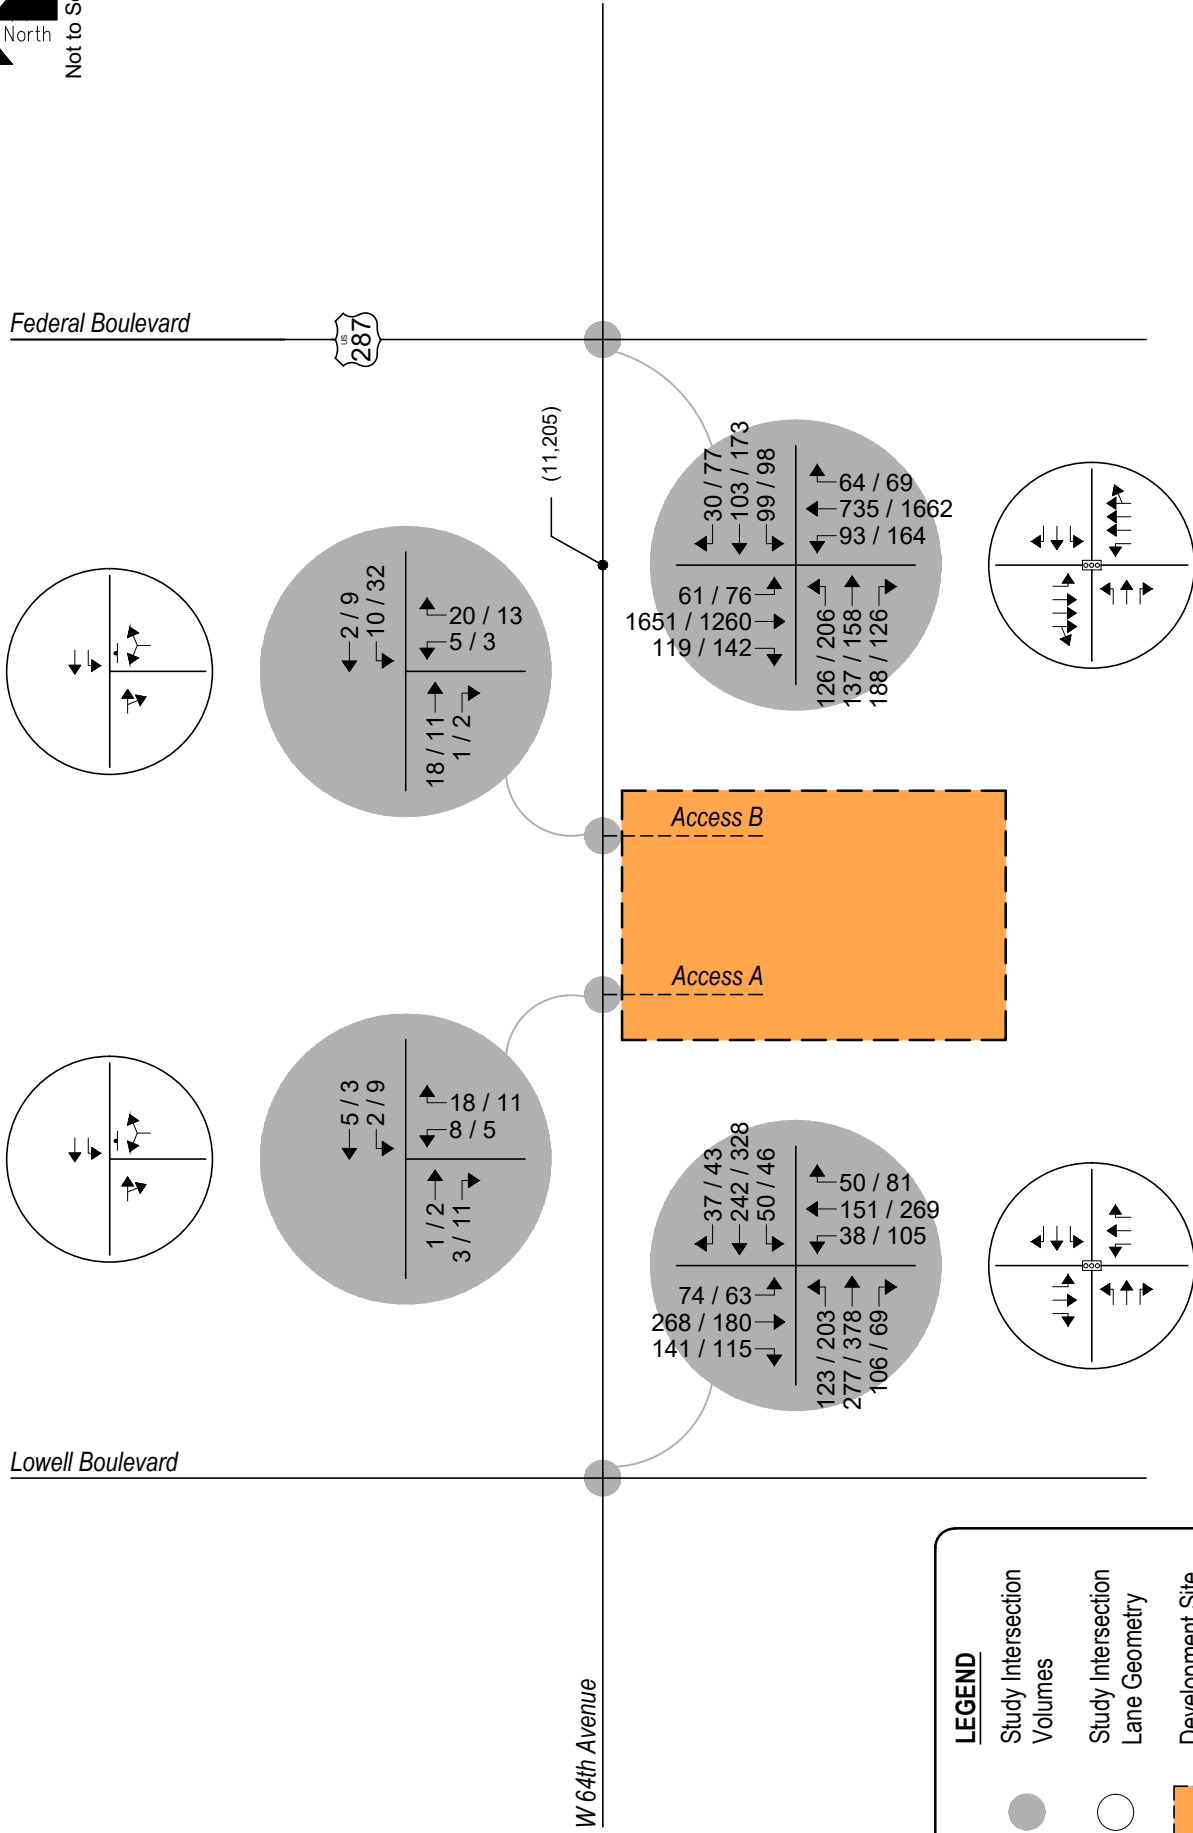 North
Not to
Federal Boulevard
US
287
(11,205)
2 / 9
10 / 32
20 / 13
5 / 3
18 / 11
1 / 2
30 / 77
103 / 173
99 / 98
64 / 69
735 / 1662
93 / 164
61 / 76
1651 / 1260
119 / 142
126 / 206
137 / 158
188 / 126
Access B
Access A
5 / 3
2 / 9
18 / 11
8 / 5
1 / 2
3 / 11
37 / 43
242 / 328
50 / 46
50 / 81
151 / 269
38 / 105
74 / 63
268 / 180
141 / 115
123 / 203
277 / 378
106 / 69
Lowell Boulevard
W 64th Avenue
LEGEND
Study Intersection
Volumes
Study Intersection
Lane Geometry
Development Site